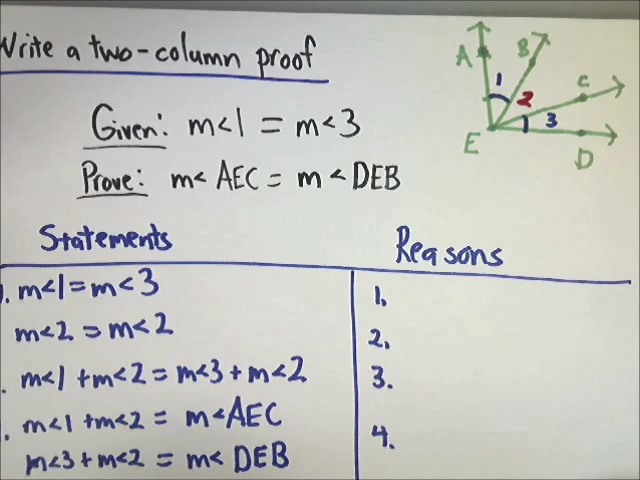 Write a two-column proof
Given: m<1 = m<3
Prove: m< AEC = m < DEB
A
B
C
D
E
1
2
3
Statements
Reasons
. m<1 = m<3
1.
m<2 = m<2
2.
. m<1 + m<2 = m<3 + m<2
3.
. m<1 + m<2 = m<AEC
4.
m<3 + m<2 = m< DEB